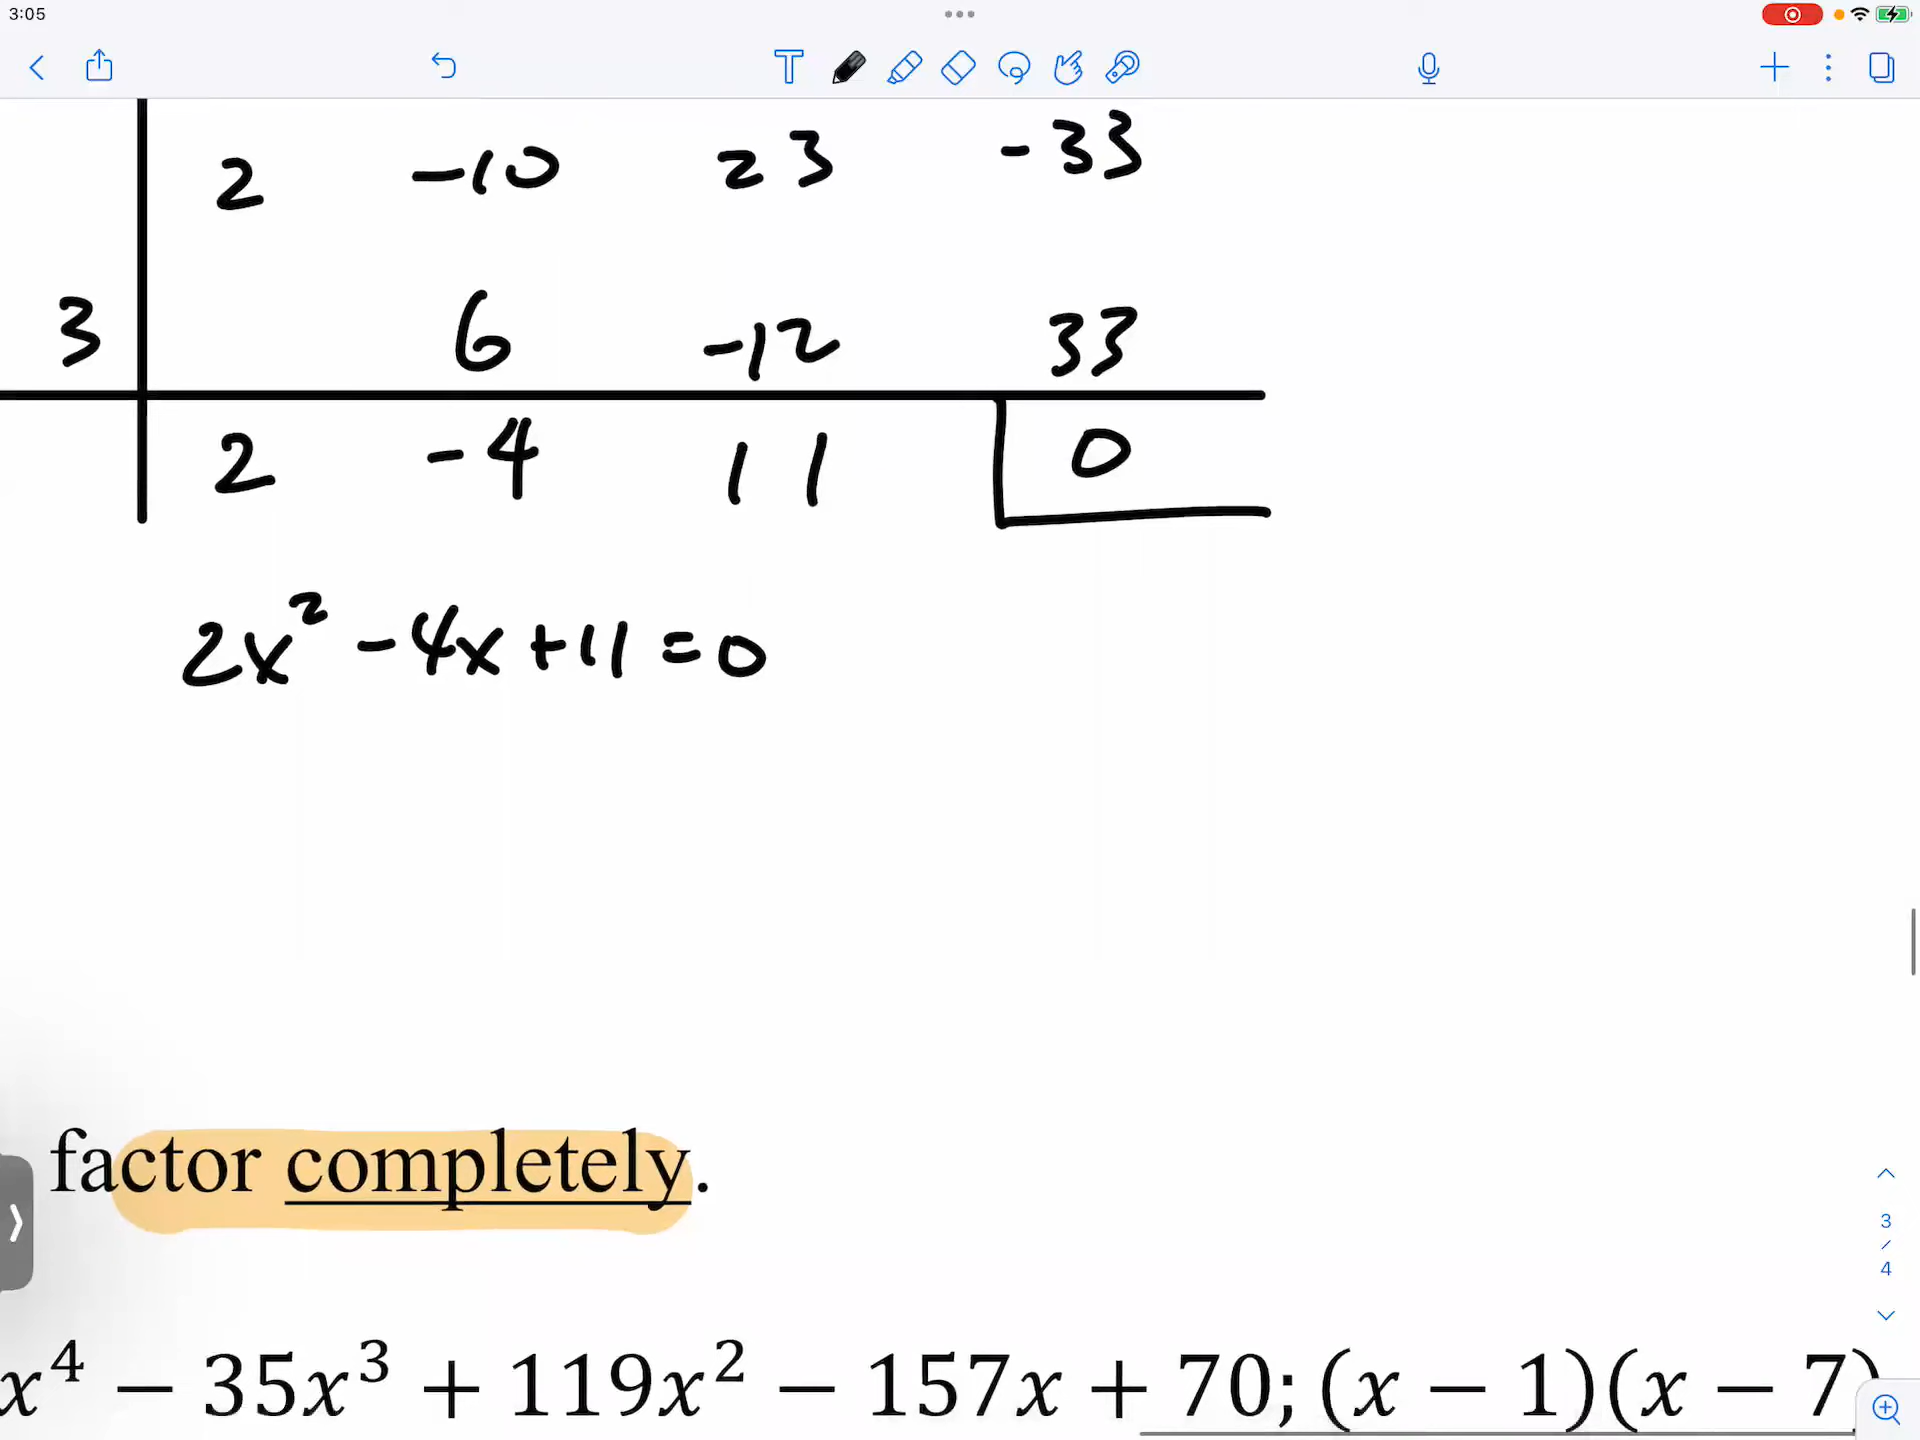 3:05
2 -10 23 -33
3 6 -12 33
2 -4 11 0
2x² - 4x + 11 = 0
factor completely.
x⁴ − 35x³ + 119x² − 157x + 70; (x − 1)(x − 7)
3
/
4